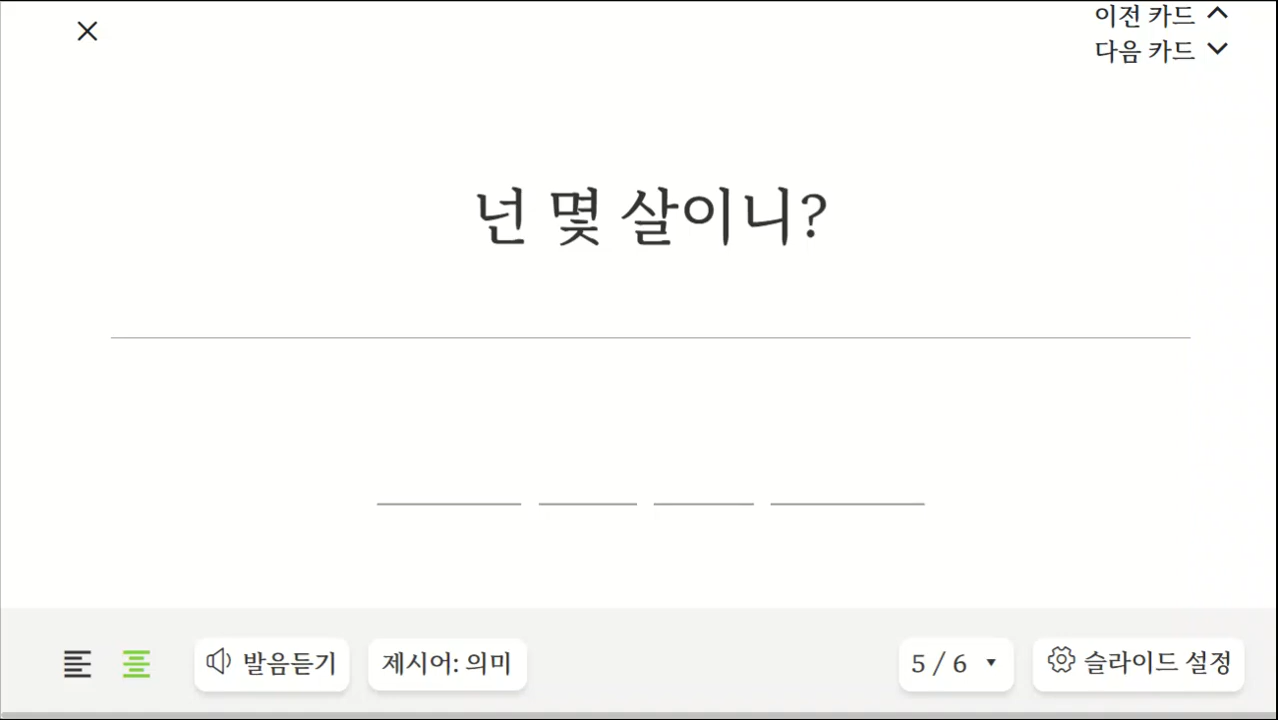 이전 카드
다음 카드
넌 몇 살이니?
발음듣기
제시어: 의미
5 / 6
슬라이드 설정